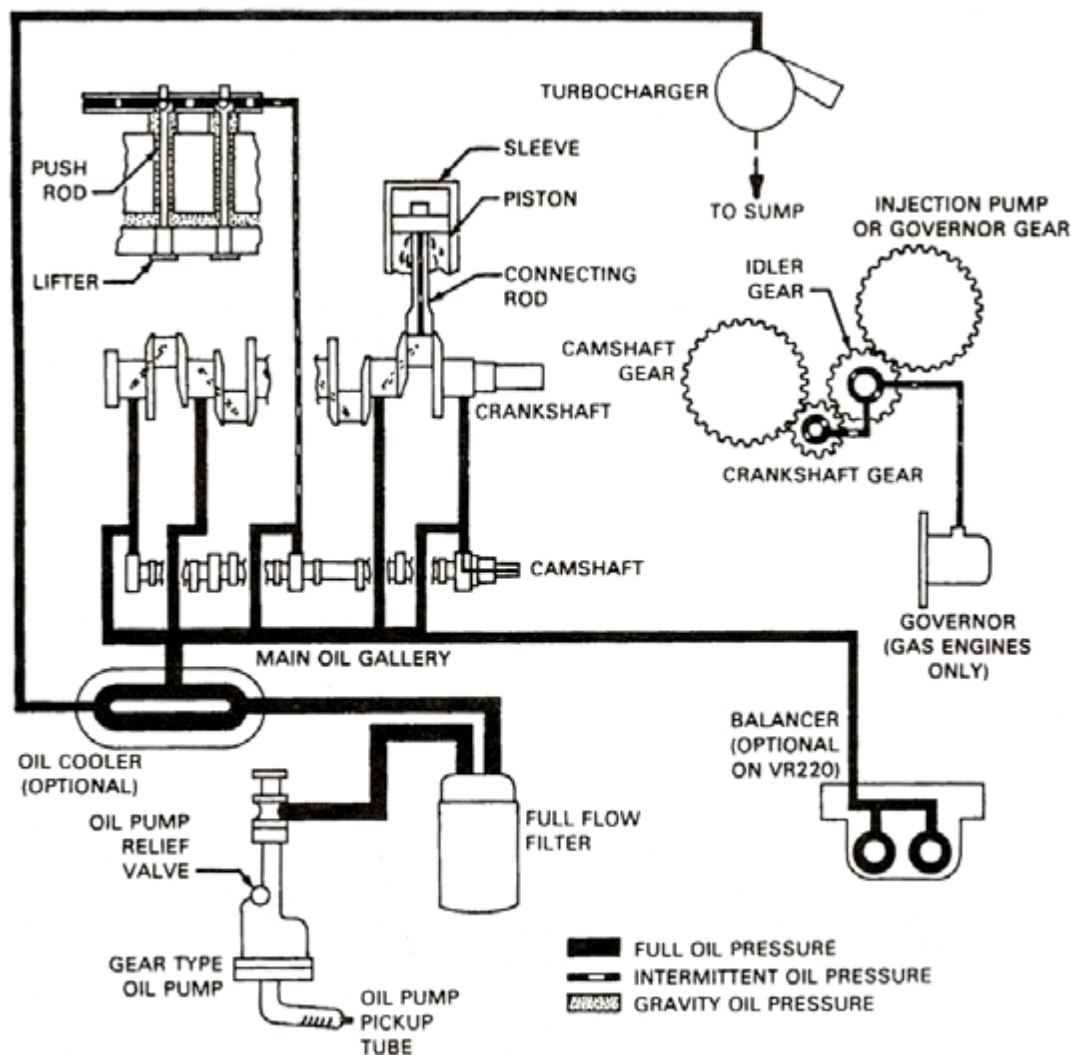 TURBOCHARGER
TO SUMP
PUSH
ROD
LIFTER
SLEEVE
PISTON
CONNECTING
ROD
CRANKSHAFT
INJECTION PUMP
OR GOVERNOR GEAR
IDLER
GEAR
CAMSHAFT
GEAR
CRANKSHAFT GEAR
CAMSHAFT
GOVERNOR
(GAS ENGINES
ONLY)
MAIN OIL GALLERY
OIL COOLER
(OPTIONAL)
BALANCER
(OPTIONAL
ON VR220)
OIL PUMP
RELIEF
VALVE
FULL FLOW
FILTER
GEAR TYPE
OIL PUMP
OIL PUMP
PICKUP
TUBE
FULL OIL PRESSURE
INTERMITTENT OIL PRESSURE
GRAVITY OIL PRESSURE